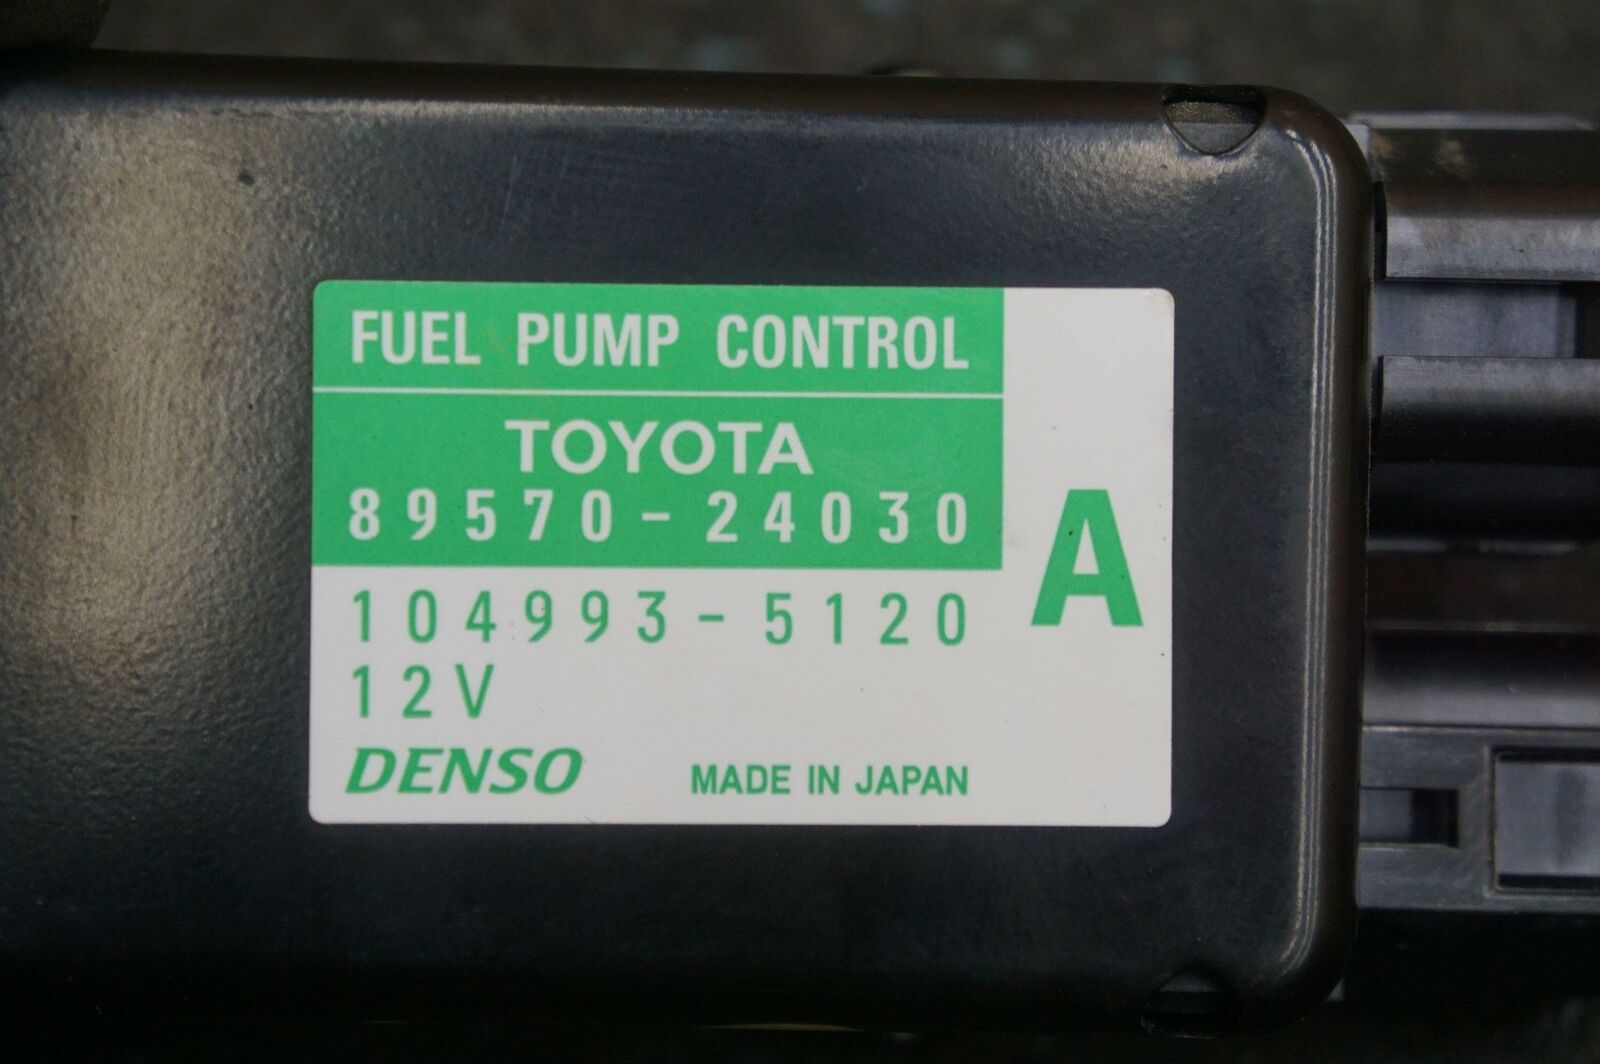 FUEL PUMP CONTROL
TOYOTA
89570-24030
A
104993-5120
12V
DENSO MADE IN JAPAN